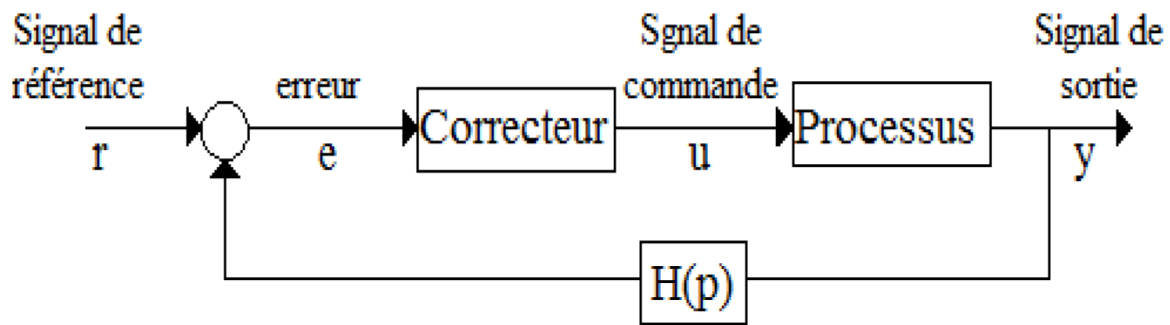 Signal de
référence
r
erreur
e
Correcteur
Sgnal de
commande
u
Processus
Signal de
sortie
y
H(p)